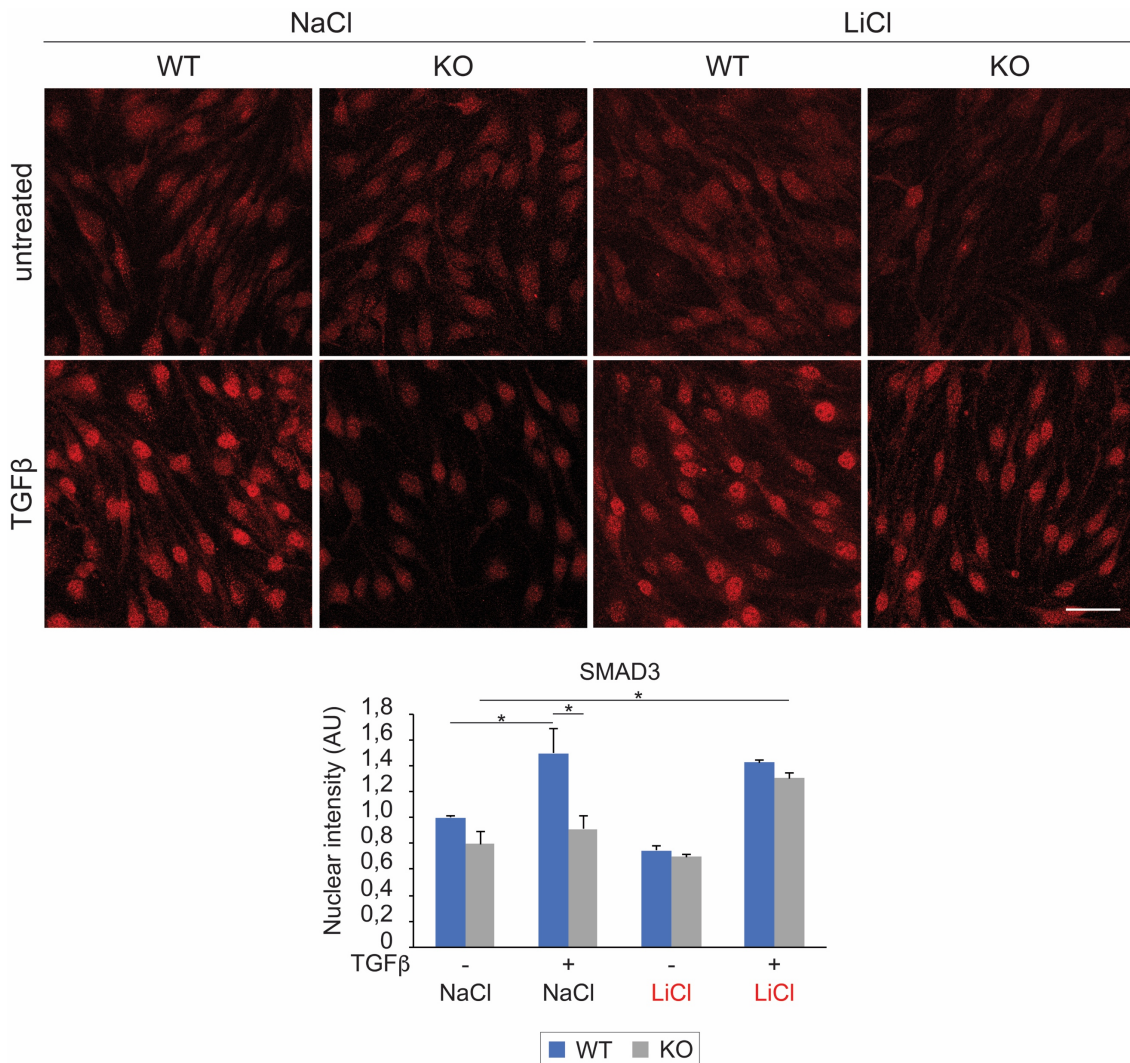 NaCl LiCl
WT KO WT KO
untreated
TGFβ
SMAD3
*
* *
Nuclear intensity (AU)
1,8
1,6
1,4
1,2
1,0
0,8
0,6
0,4
0,2
0
TGFβ - + - +
NaCl NaCl LiCl LiCl
WT KO